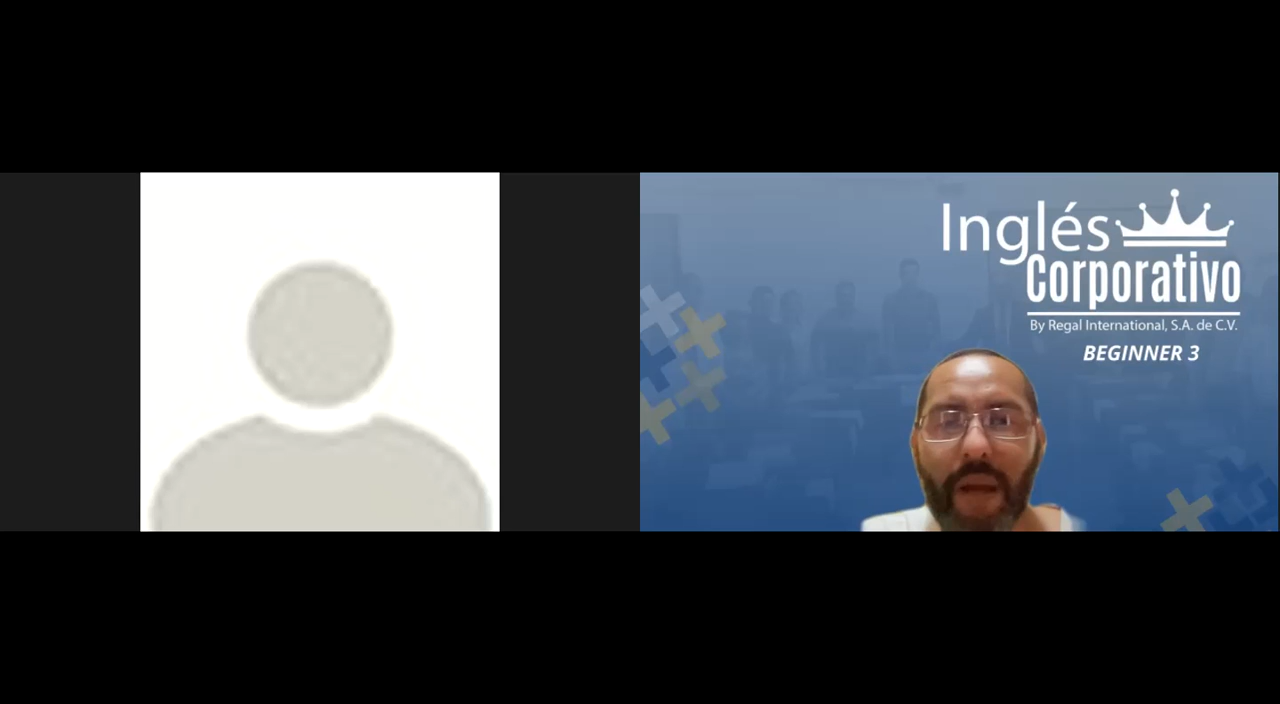 Inglés
Corporativo
By Regal International, S.A. de C.V.
BEGINNER 3